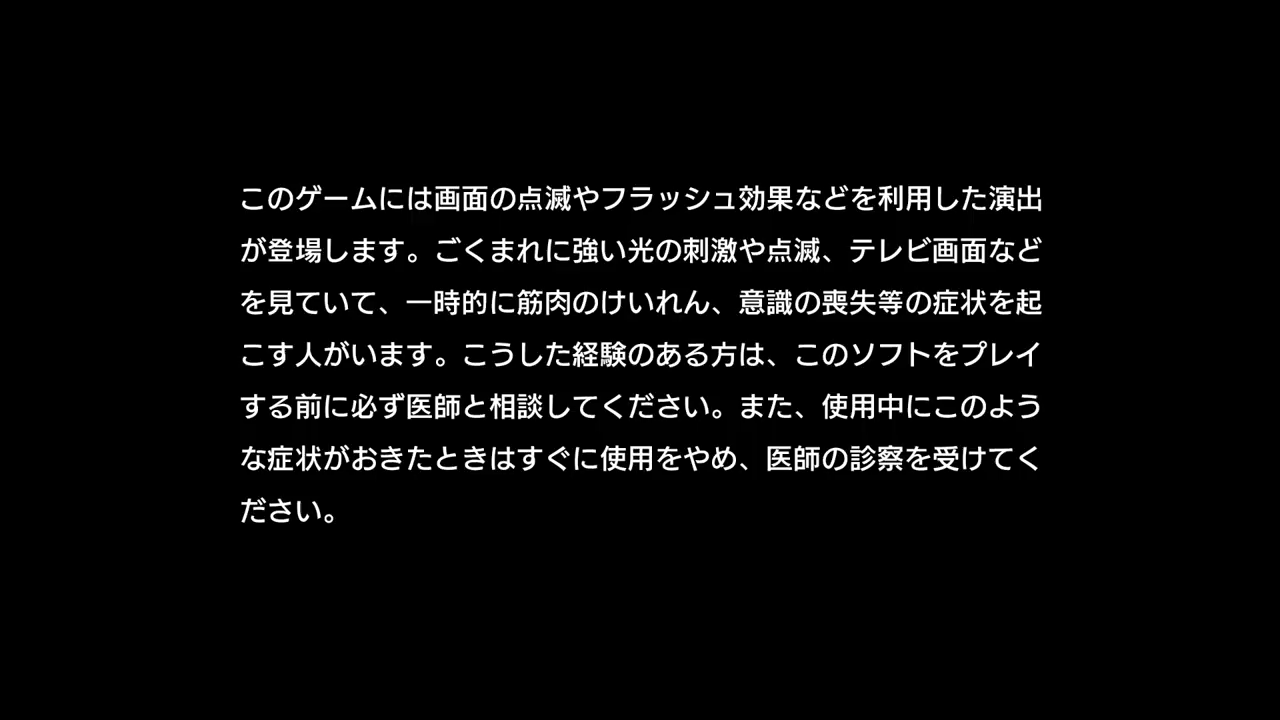 このゲームには画面の点滅やフラッシュ効果などを利用した演出
が登場します。ごくまれに強い光の刺激や点滅、テレビ画面など
を見ていて、一時的に筋肉のけいれん、意識の喪失等の症状を起
こす人がいます。こうした経験のある方は、このソフトをプレイ
する前に必ず医師と相談してください。また、使用中にこのよう
な症状がおきたときはすぐに使用をやめ、医師の診察を受けてく
ださい。